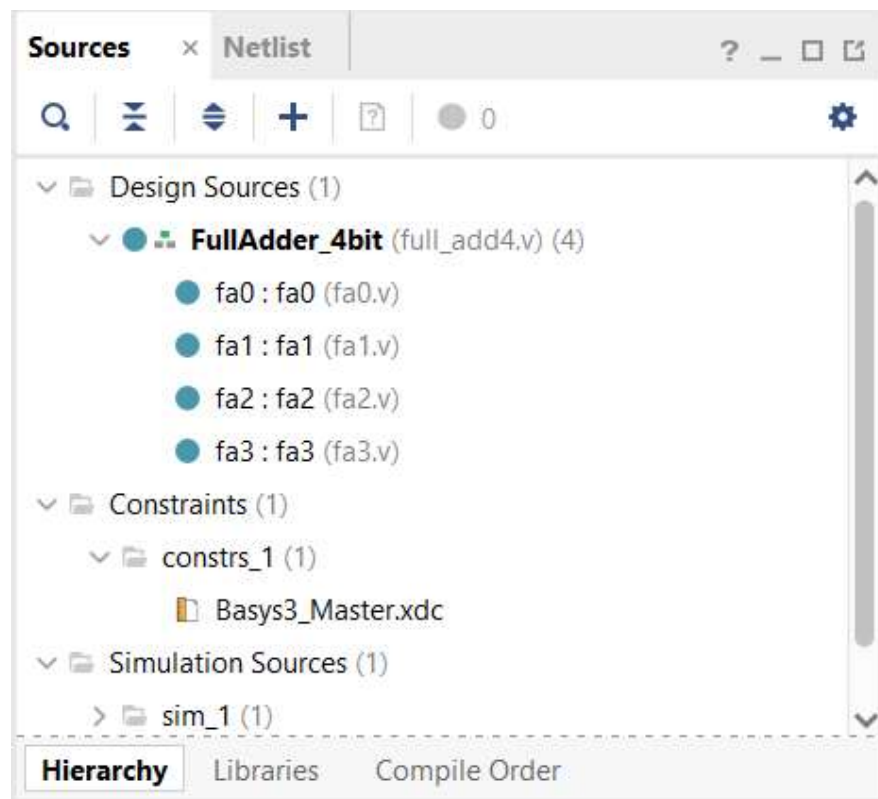 Sources × Netlist ? _
? 0
Design Sources (1)
FullAdder_4bit (full_add4.v) (4)
fa0 : fa0 (fa0.v)
fa1 : fa1 (fa1.v)
fa2 : fa2 (fa2.v)
fa3 : fa3 (fa3.v)
Constraints (1)
constrs_1 (1)
Basys3_Master.xdc
Simulation Sources (1)
sim_1 (1)
Hierarchy Libraries Compile Order